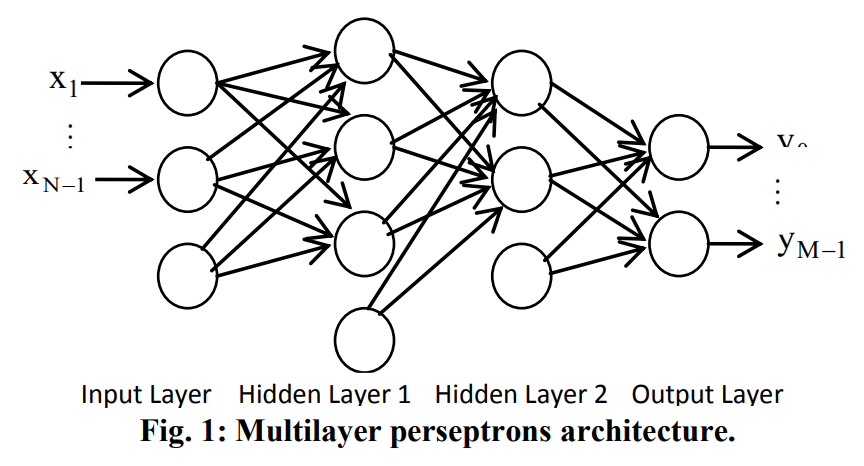 x1
⋮
xN–1
⋮
yM–1
Input Layer Hidden Layer 1 Hidden Layer 2 Output Layer
Fig. 1: Multilayer perseptrons architecture.